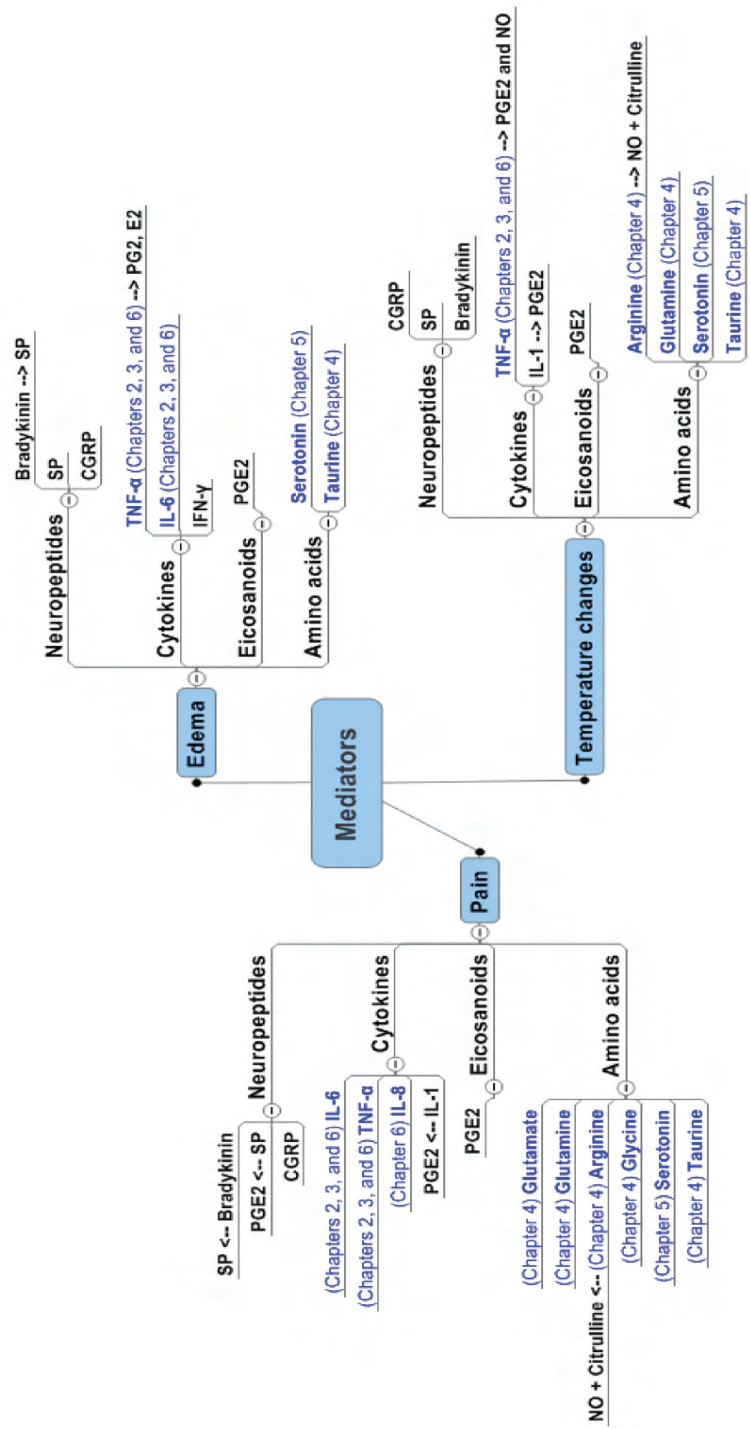 Mediators
Edema
Neuropeptides
Bradykinin --> SP
SP
CGRP
Cytokines
TNF-α (Chapters 2, 3, and 6) --> PG2, E2
IL-6 (Chapters 2, 3, and 6)
IFN-γ
Eicosanoids
PGE2
Amino acids
Serotonin (Chapter 5)
Taurine (Chapter 4)
Pain
Neuropeptides
SP <-- Bradykinin
PGE2 <-- SP
CGRP
Cytokines
(Chapters 2, 3, and 6) IL-6
(Chapters 2, 3, and 6) TNF-α
(Chapter 6) IL-8
PGE2 <-- IL-1
Eicosanoids
PGE2
Amino acids
(Chapter 4) Glutamate
(Chapter 4) Glutamine
NO + Citrulline <-- (Chapter 4) Arginine
(Chapter 4) Glycine
(Chapter 5) Serotonin
(Chapter 4) Taurine
Temperature changes
Neuropeptides
CGRP
SP
Bradykinin
Cytokines
TNF-α (Chapters 2, 3, and 6) --> PGE2 and NO
IL-1 --> PGE2
Eicosanoids
PGE2
Amino acids
Arginine (Chapter 4) --> NO + Citrulline
Glutamine (Chapter 4)
Serotonin (Chapter 5)
Taurine (Chapter 4)